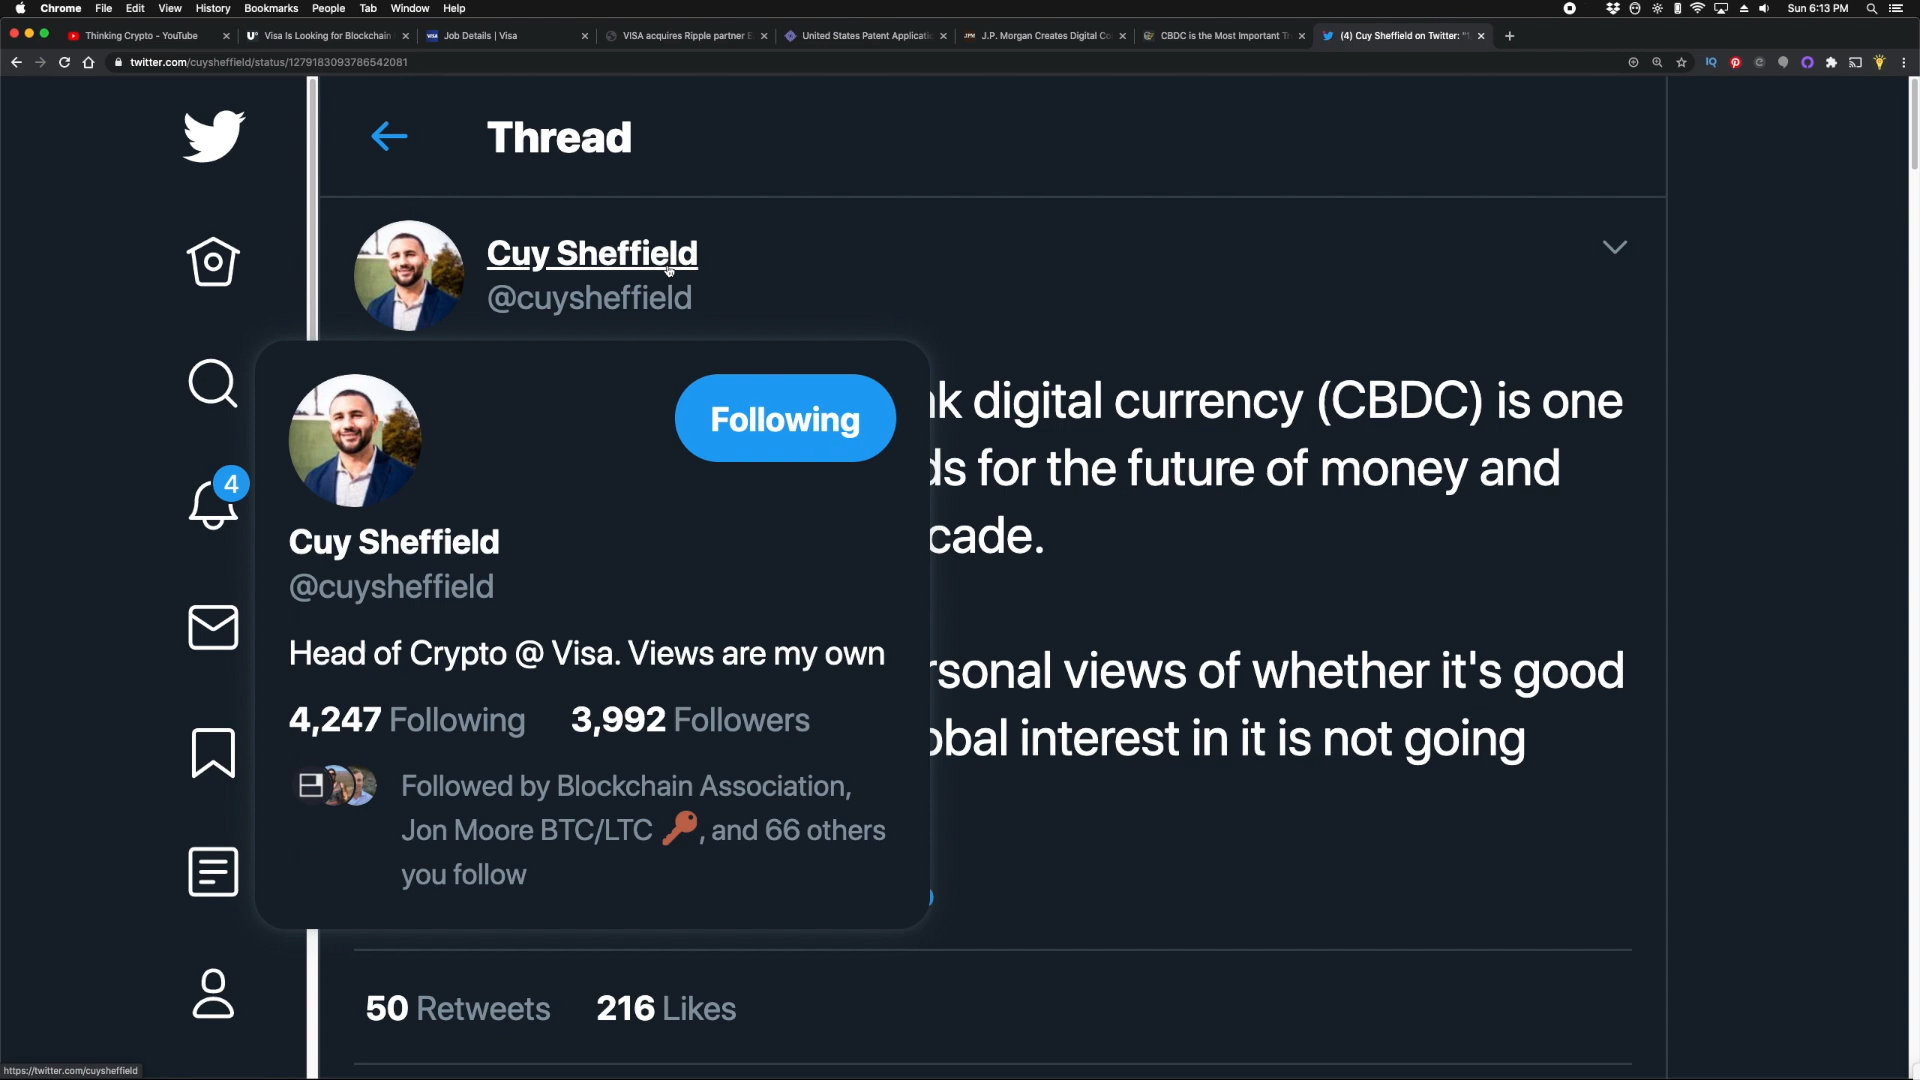 Chrome File Edit View History Bookmarks People Tab Window Help Sun 6:13 PM
Thinking Crypto - YouTube
Visa Is Looking for Blockchain
Job Details | Visa
VISA acquires Ripple partner E
United States Patent Applicatio
J.P. Morgan Creates Digital Co
CBDC is the Most Important T
(4) Cuy Sheffield on Twitter: "
twitter.com/cuysheffield/status/1279183093786542081
Thread
Cuy Sheffield
@cuysheffield
k digital currency (CBDC) is one
ds for the future of money and
cade.
rsonal views of whether it's good
obal interest in it is not going
Following
4
Cuy Sheffield
@cuysheffield
Head of Crypto @ Visa. Views are my own
4,247 Following 3,992 Followers
Followed by Blockchain Association,
Jon Moore BTC/LTC 🔑, and 66 others
you follow
50 Retweets 216 Likes
https://twitter.com/cuysheffield